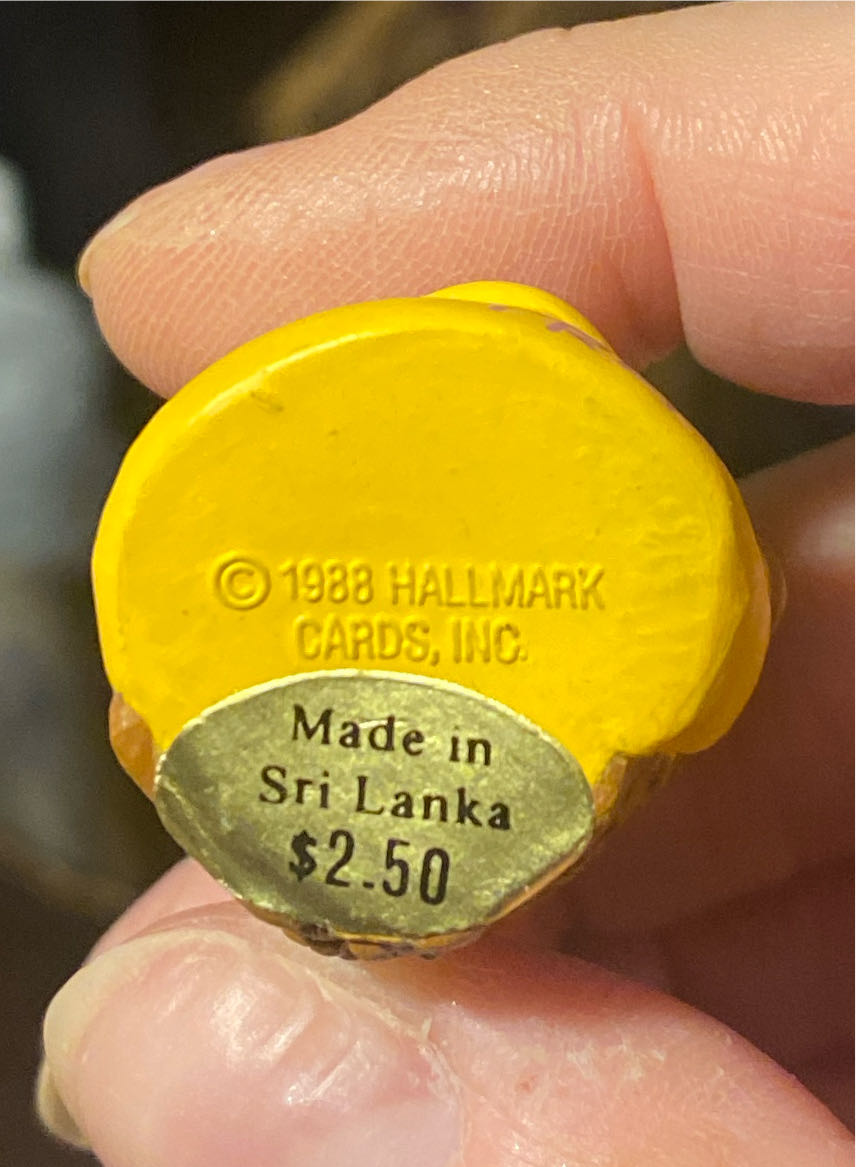 © 1988 HALLMARK
CARDS, INC.
Made in
Sri Lanka
$2.50